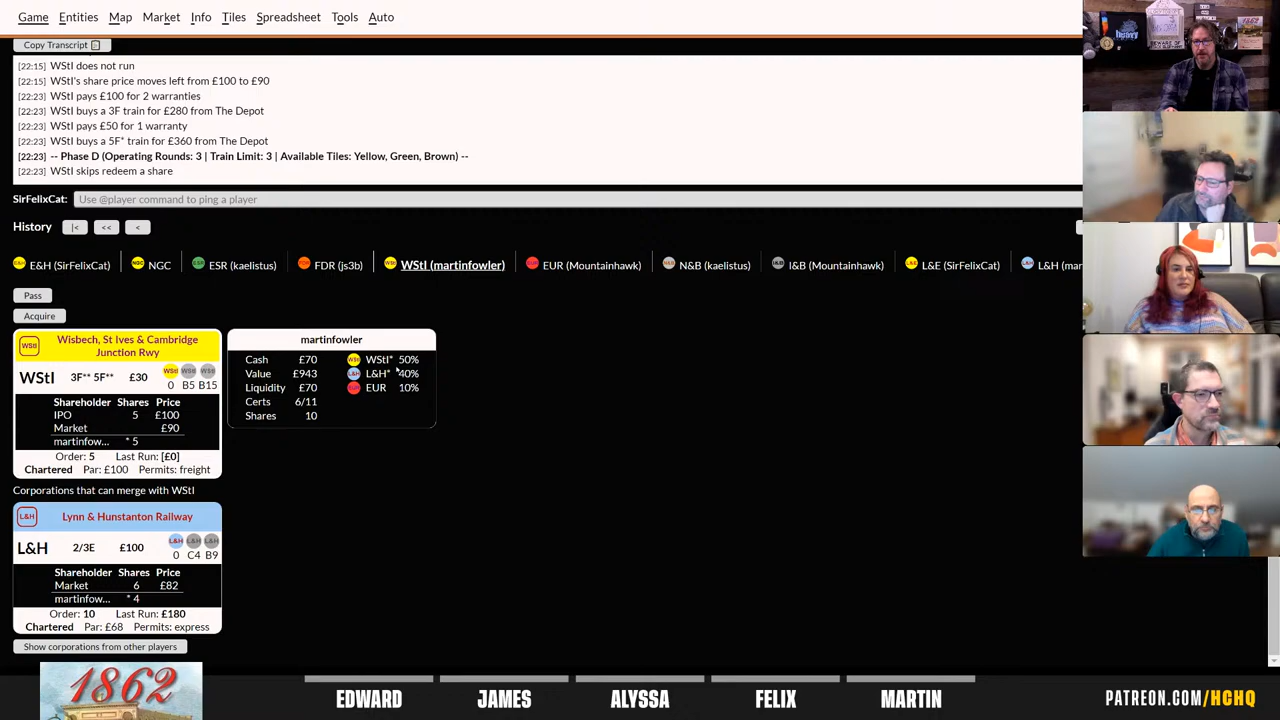 Game Entities Map Market Info Tiles Spreadsheet Tools Auto
Copy Transcript
[22:15] WStI does not run
[22:15] WStI's share price moves left from £100 to £90
[22:23] WStI pays £100 for 2 warranties
[22:23] WStI buys a 3F train for £280 from The Depot
[22:23] WStI pays £50 for 1 warranty
[22:23] WStI buys a 5F* train for £360 from The Depot
[22:23] -- Phase D (Operating Rounds: 3 | Train Limit: 3 | Available Tiles: Yellow, Green, Brown) --
[22:23] WStI skips redeem a share
SirFelixCat: Use @player command to ping a player
History |< << <
E&H (SirFelixCat) NGC ESR (kaelistus) FDR (js3b) WStI (martinfowler) EUR (Mountainhawk) N&B (kaelistus) I&B (Mountainhawk) L&E (SirFelixCat) L&H (mar
Pass
Acquire
Wisbech, St Ives & Cambridge
Junction Rwy
WStI 3F** 5F** £30
0 B5 B15
Shareholder Shares Price
IPO 5 £100
Market £90
martinfow... * 5
Order: 5 Last Run: [£0]
Chartered Par: £100 Permits: freight
martinfowler
Cash £70 WStI* 50%
Value £943 L&H* 40%
Liquidity £70 EUR 10%
Certs 6/11
Shares 10
Corporations that can merge with WStI
L&H Lynn & Hunstanton Railway
L&H 2/3E £100
0 C4 B9
Shareholder Shares Price
Market 6 £82
martinfow... * 4
Order: 10 Last Run: £180
Chartered Par: £68 Permits: express
Show corporations from other players
1862
EDWARD JAMES ALYSSA FELIX MARTIN
PATREON.COM/HCHQ